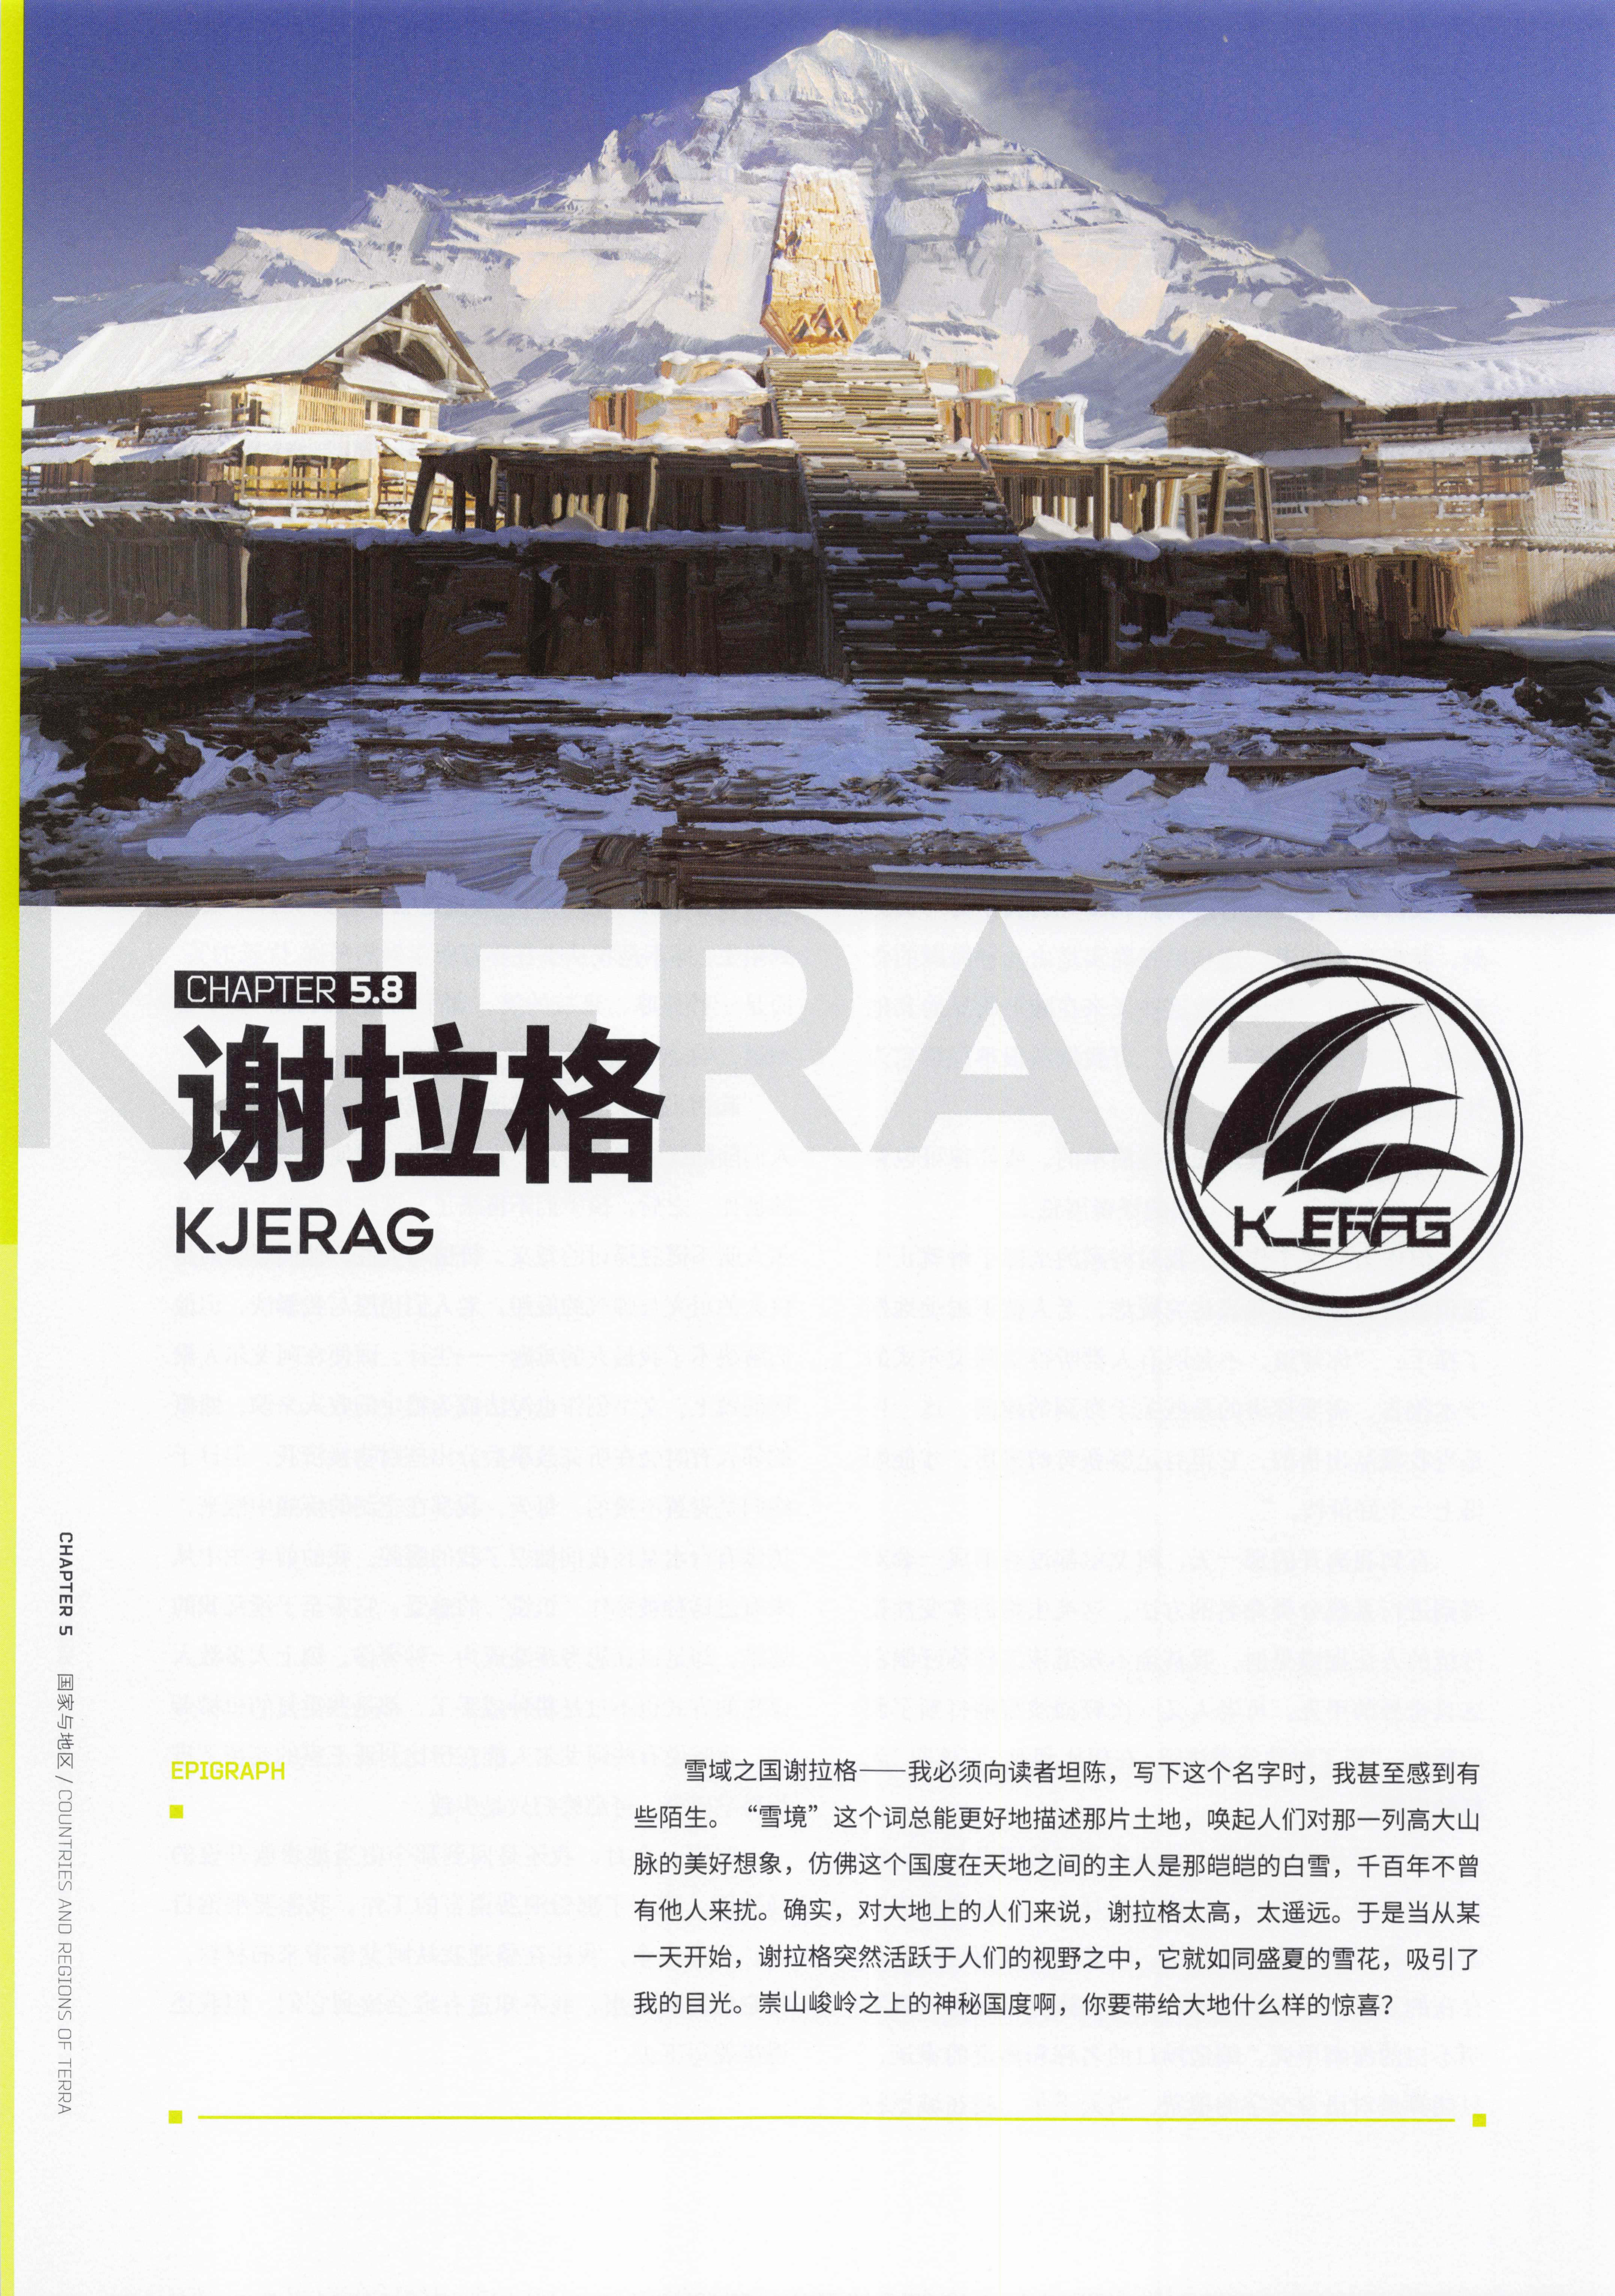 KJERAG
CHAPTER 5.8
谢拉格
KJERAG
KJERAG
CHAPTER 5 国家与地区 / COUNTRIES AND REGIONS OF TERRA
EPIGRAPH
雪域之国谢拉格——我必须向读者坦陈，写下这个名字时，我甚至感到有
些陌生。“雪境”这个词总能更好地描述那片土地，唤起人们对那一列高大山
脉的美好想象，仿佛这个国度在天地之间的主人是那皑皑的白雪，千百年不曾
有他人来扰。确实，对大地上的人们来说，谢拉格太高，太遥远。于是当从某
一天开始，谢拉格突然活跃于人们的视野之中，它就如同盛夏的雪花，吸引了
我的目光。崇山峻岭之上的神秘国度啊，你要带给大地什么样的惊喜？